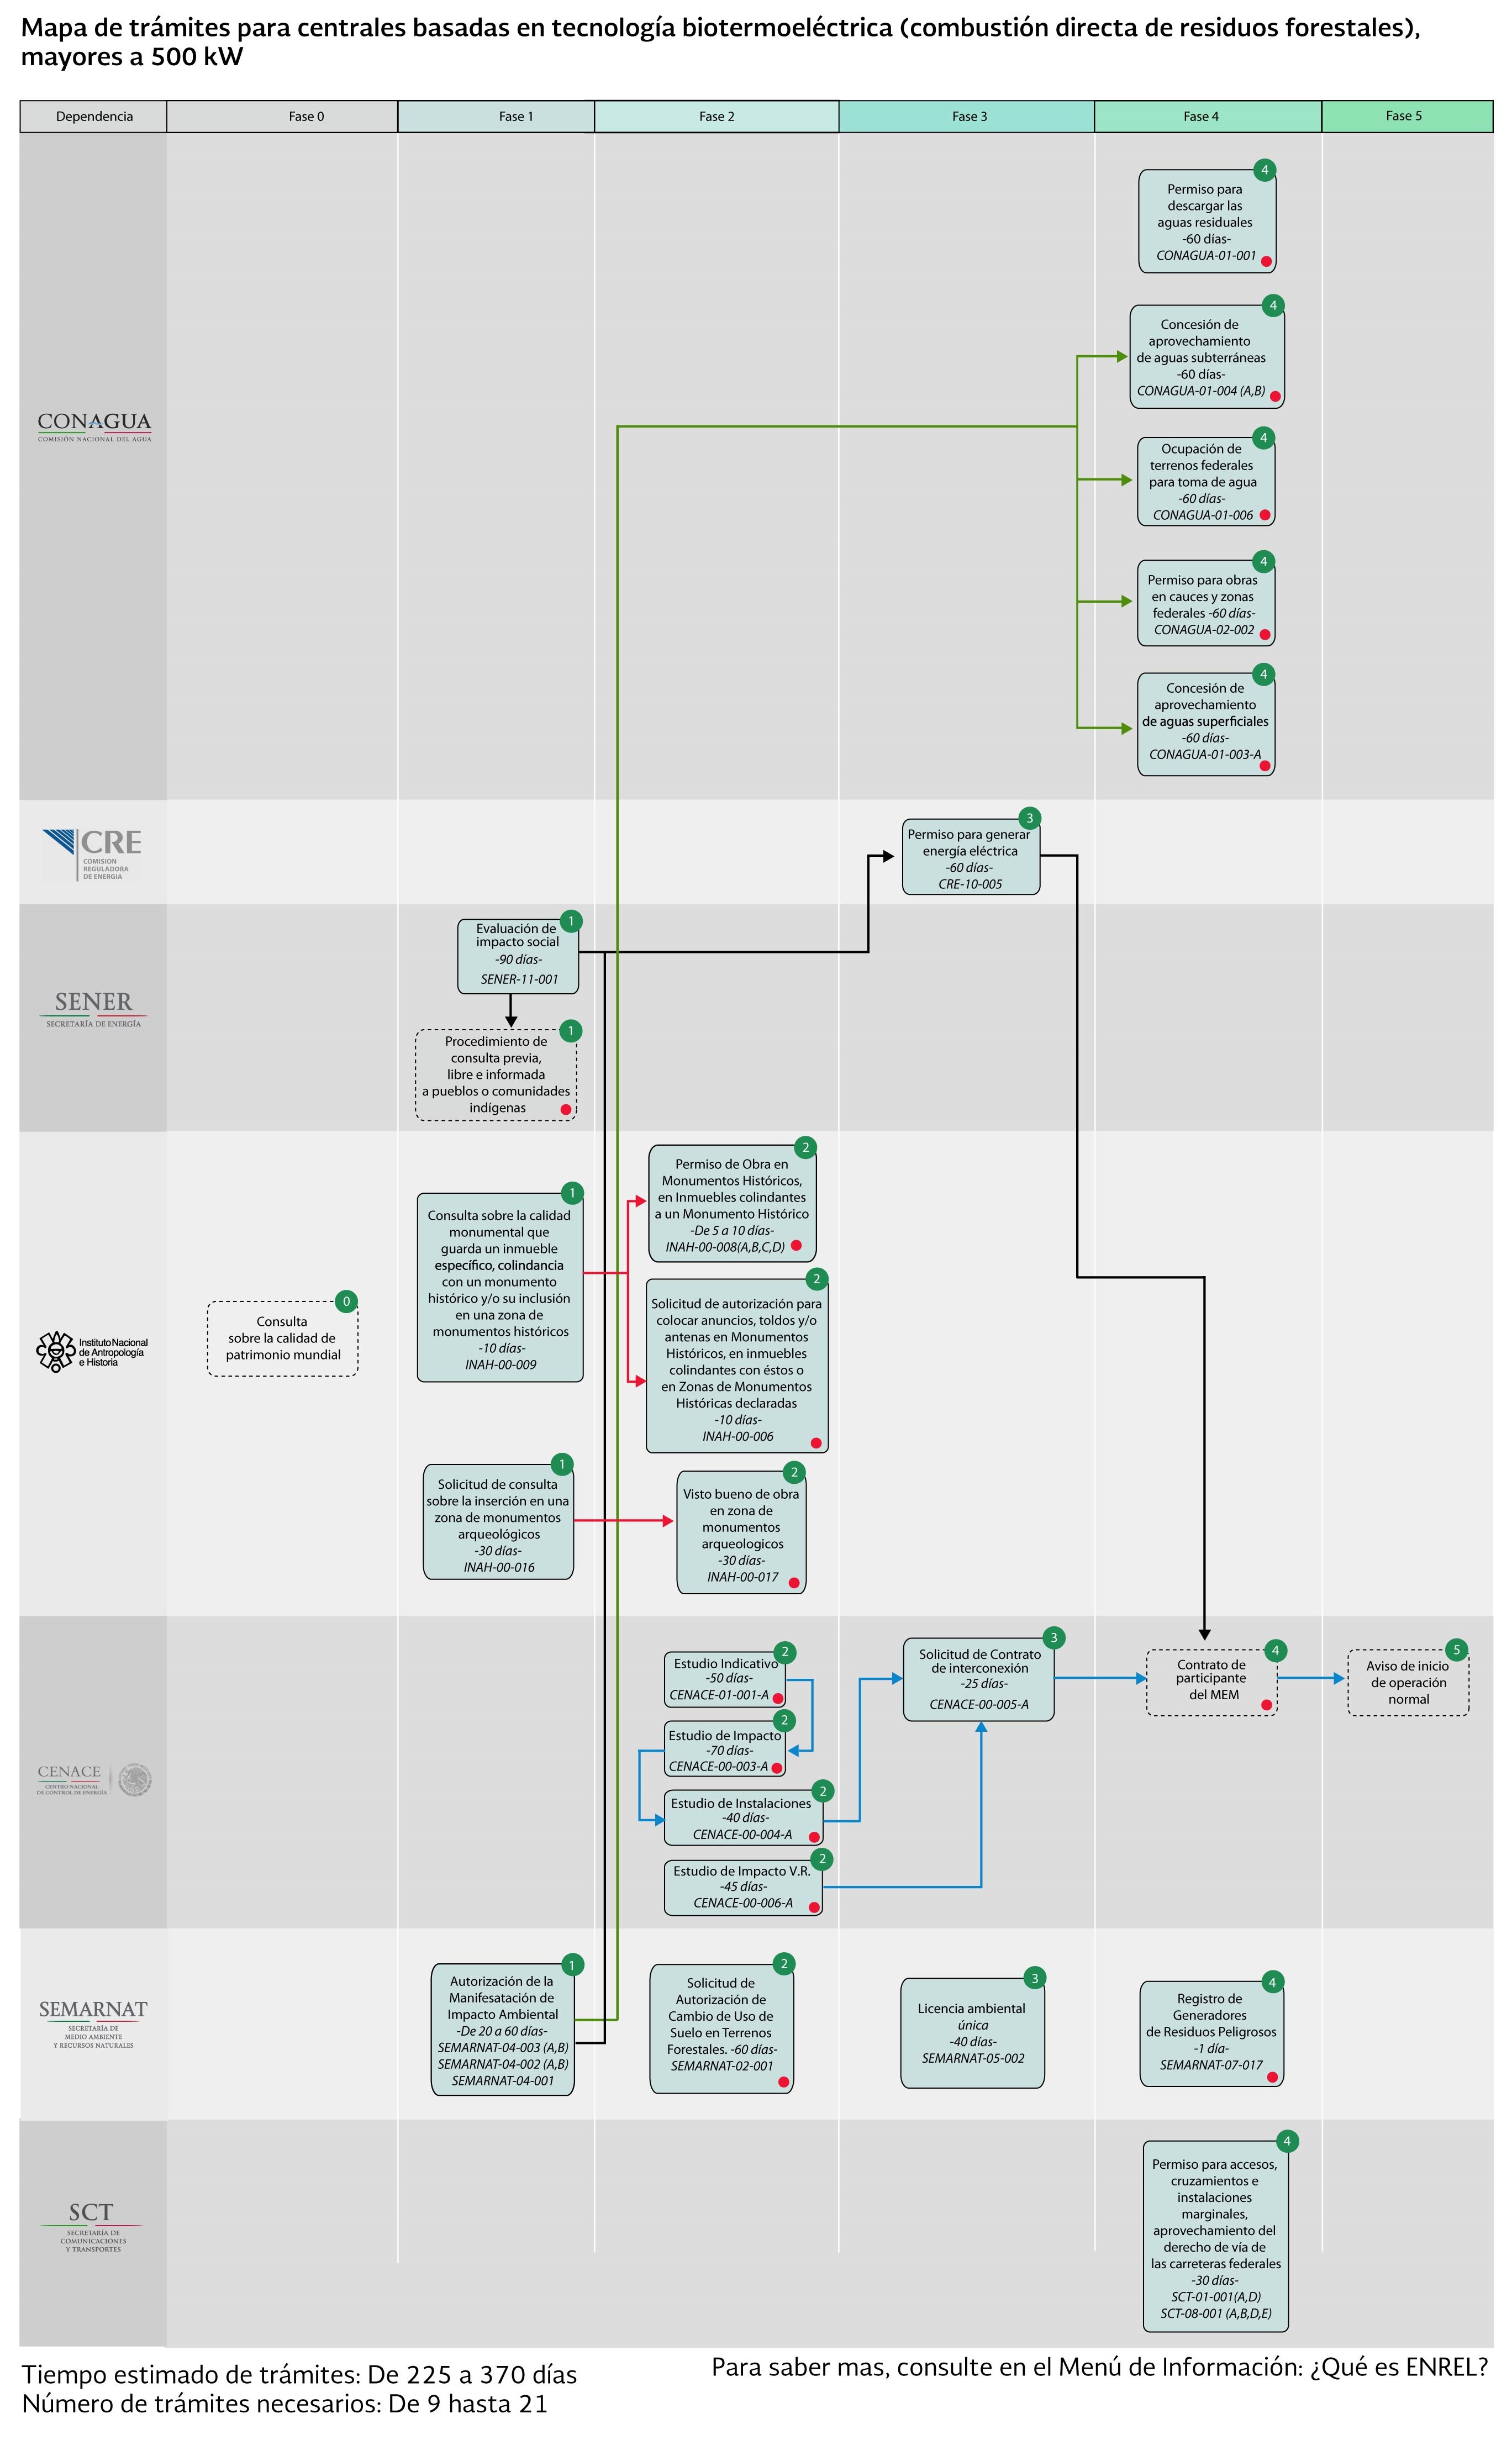 Mapa de trámites para centrales basadas en tecnología biotermoeléctrica (combustión directa de residuos forestales),
mayores a 500 kW
Dependencia
Fase 0
Fase 1
Fase 2
Fase 3
Fase 4
Fase 5
CONAGUA
COMISIÓN NACIONAL DEL AGUA
4
Permiso para
descargar las
aguas residuales
-60 días-
CONAGUA-01-001
4
Concesión de
aprovechamiento
de aguas subterráneas
-60 días-
CONAGUA-01-004 (A,B)
4
Ocupación de
terrenos federales
para toma de agua
-60 días-
CONAGUA-01-006
4
Permiso para obras
en cauces y zonas
federales -60 días-
CONAGUA-02-002
4
Concesión de
aprovechamiento
de aguas superficiales
-60 días-
CONAGUA-01-003-A
CRE
COMISION
REGULADORA
DE ENERGIA
3
Permiso para generar
energía eléctrica
-60 días-
CRE-10-005
SENER
SECRETARÍA DE ENERGÍA
1
Evaluación de
impacto social
-90 días-
SENER-11-001
1
Procedimiento de
consulta previa,
libre e informada
a pueblos o comunidades
indígenas
Instituto Nacional
de Antropología
e Historia
0
Consulta
sobre la calidad de
patrimonio mundial
1
Consulta sobre la calidad
monumental que
guarda un inmueble
específico, colindancia
con un monumento
histórico y/o su inclusión
en una zona de
monumentos históricos
-10 días-
INAH-00-009
2
Permiso de Obra en
Monumentos Históricos,
en Inmuebles colindantes
a un Monumento Histórico
-De 5 a 10 días-
INAH-00-008(A,B,C,D)
2
Solicitud de autorización para
colocar anuncios, toldos y/o
antenas en Monumentos
Históricos, en inmuebles
colindantes con éstos o
en Zonas de Monumentos
Históricas declaradas
-10 días-
INAH-00-006
1
Solicitud de consulta
sobre la inserción en una
zona de monumentos
arqueológicos
-30 días-
INAH-00-016
2
Visto bueno de obra
en zona de
monumentos
arqueologicos
-30 días-
INAH-00-017
CENACE
CENTRO NACIONAL
DE CONTROL DE ENERGÍA
2
Estudio Indicativo
-50 días-
CENACE-01-001-A
2
Estudio de Impacto
-70 días-
CENACE-00-003-A
2
Estudio de Instalaciones
-40 días-
CENACE-00-004-A
2
Estudio de Impacto V.R.
-45 días-
CENACE-00-006-A
3
Solicitud de Contrato
de interconexión
-25 días-
CENACE-00-005-A
4
Contrato de
participante
del MEM
5
Aviso de inicio
de operación
normal
SEMARNAT
SECRETARÍA DE
MEDIO AMBIENTE
Y RECURSOS NATURALES
1
Autorización de la
Manifesatación de
Impacto Ambiental
-De 20 a 60 días-
SEMARNAT-04-003 (A,B)
SEMARNAT-04-002 (A,B)
SEMARNAT-04-001
2
Solicitud de
Autorización de
Cambio de Uso de
Suelo en Terrenos
Forestales. -60 días-
SEMARNAT-02-001
3
Licencia ambiental
única
-40 días-
SEMARNAT-05-002
4
Registro de
Generadores
de Residuos Peligrosos
-1 día-
SEMARNAT-07-017
SCT
SECRETARÍA DE
COMUNICACIONES
Y TRANSPORTES
4
Permiso para accesos,
cruzamientos e
instalaciones
marginales,
aprovechamiento del
derecho de vía de
las carreteras federales
-30 días-
SCT-01-001(A,D)
SCT-08-001 (A,B,D,E)
Tiempo estimado de trámites: De 225 a 370 días
Número de trámites necesarios: De 9 hasta 21
Para saber mas, consulte en el Menú de Información: ¿Qué es ENREL?